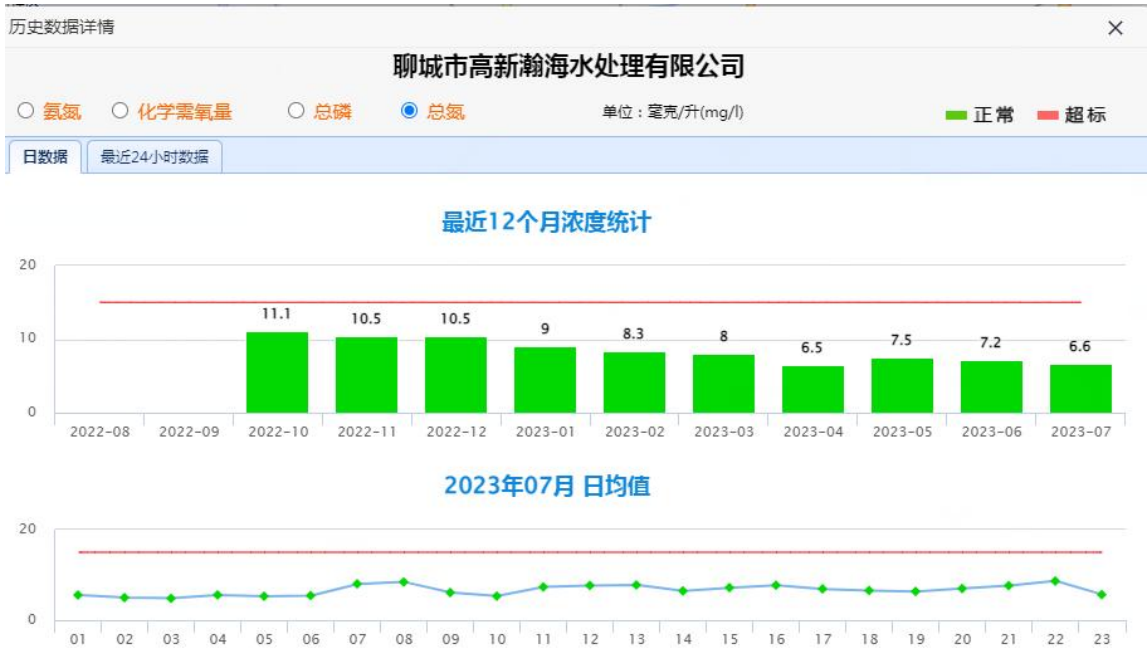 历史数据详情
聊城市高新瀚海水处理有限公司
氨氮 化学需氧量 总磷 总氮 单位：毫克/升(mg/l) 正常 超标
日数据 最近24小时数据
最近12个月浓度统计
20
11.1 10.5 10.5 9 8.3 8 6.5 7.5 7.2 6.6
10
0
2022-08 2022-09 2022-10 2022-11 2022-12 2023-01 2023-02 2023-03 2023-04 2023-05 2023-06 2023-07
2023年07月 日均值
20
0
01 02 03 04 05 06 07 08 09 10 11 12 13 14 15 16 17 18 19 20 21 22 23